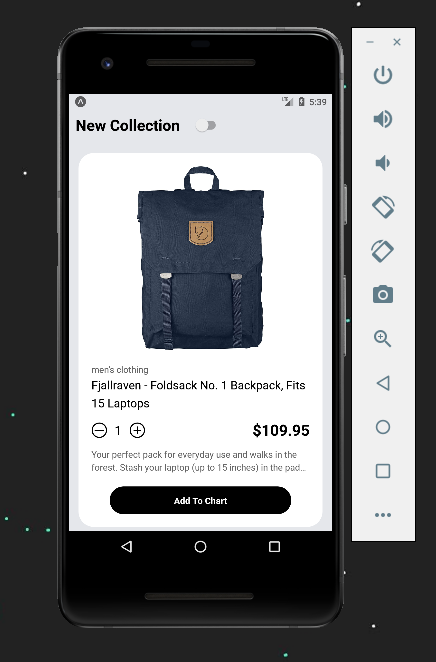 5:39
New Collection
men's clothing
Fjallraven - Foldsack No. 1 Backpack, Fits
15 Laptops
1
$109.95
Your perfect pack for everyday use and walks in the
forest. Stash your laptop (up to 15 inches) in the pad...
Add To Chart